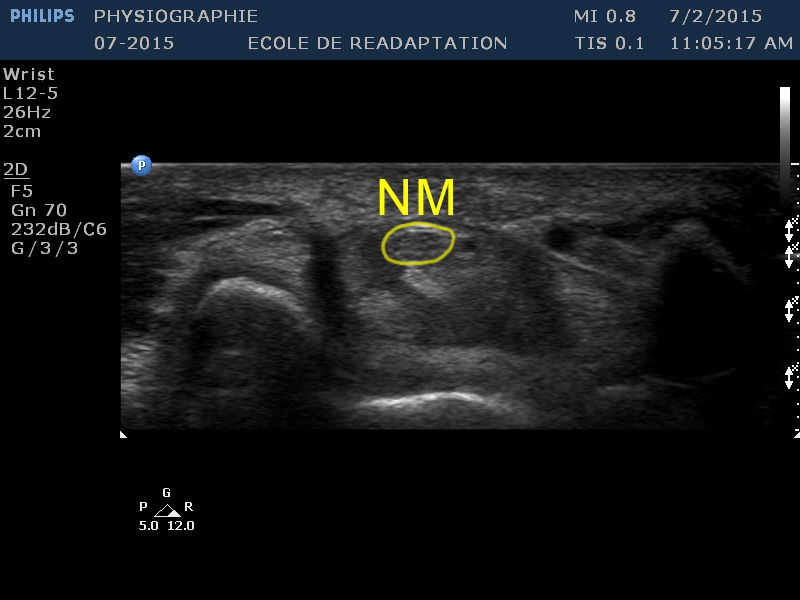 PHILIPS PHYSIOGRAPHIE MI 0.8 7/2/2015
07-2015 ECOLE DE READAPTATION TIS 0.1 11:05:17 AM
Wrist
L12-5
26Hz
2cm
2D
F5
Gn 70
232dB/C6
G/3/3
P
NM
G
P R
5.0 12.0